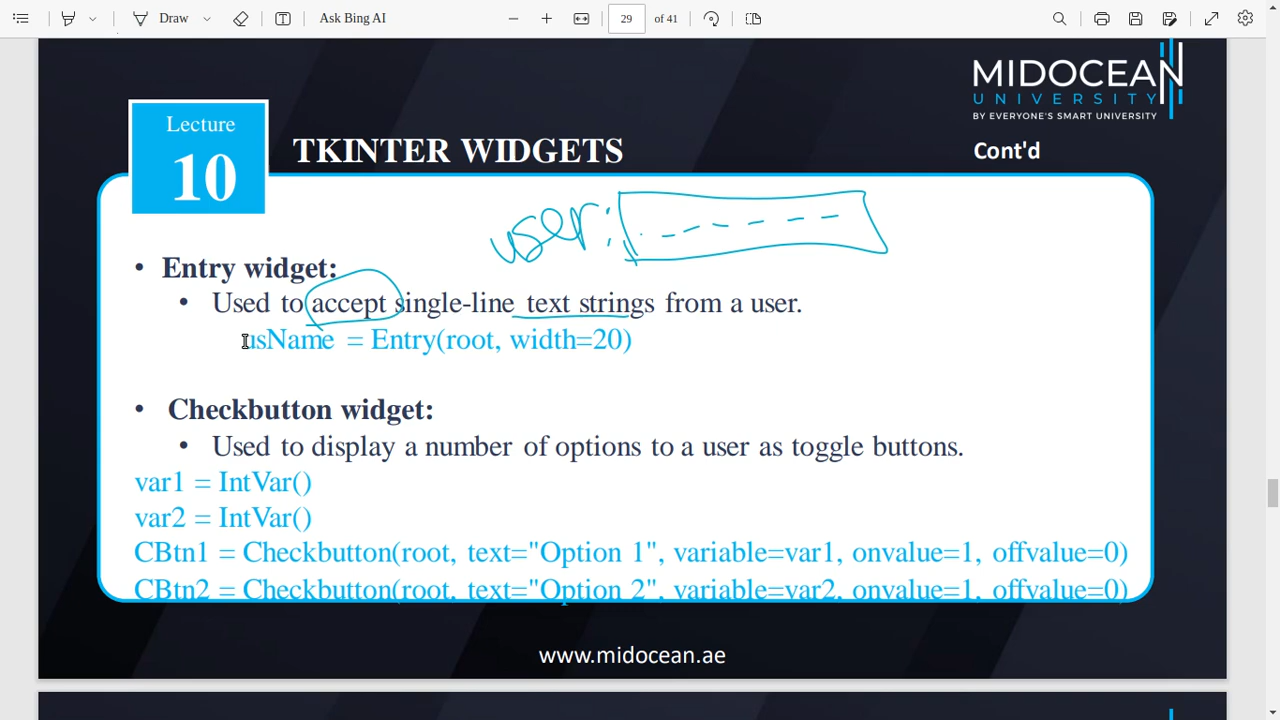 Draw
Ask Bing AI
29 of 41
MIDOCEAN
UNIVERSITY
BY EVERYONE'S SMART UNIVERSITY
Lecture
10
TKINTER WIDGETS
Cont'd
user:
• Entry widget:
• Used to accept single-line text strings from a user.
usName = Entry(root, width=20)
• Checkbutton widget:
• Used to display a number of options to a user as toggle buttons.
var1 = IntVar()
var2 = IntVar()
CBtn1 = Checkbutton(root, text="Option 1", variable=var1, onvalue=1, offvalue=0)
CBtn2 = Checkbutton(root, text="Option 2", variable=var2, onvalue=1, offvalue=0)
www.midocean.ae